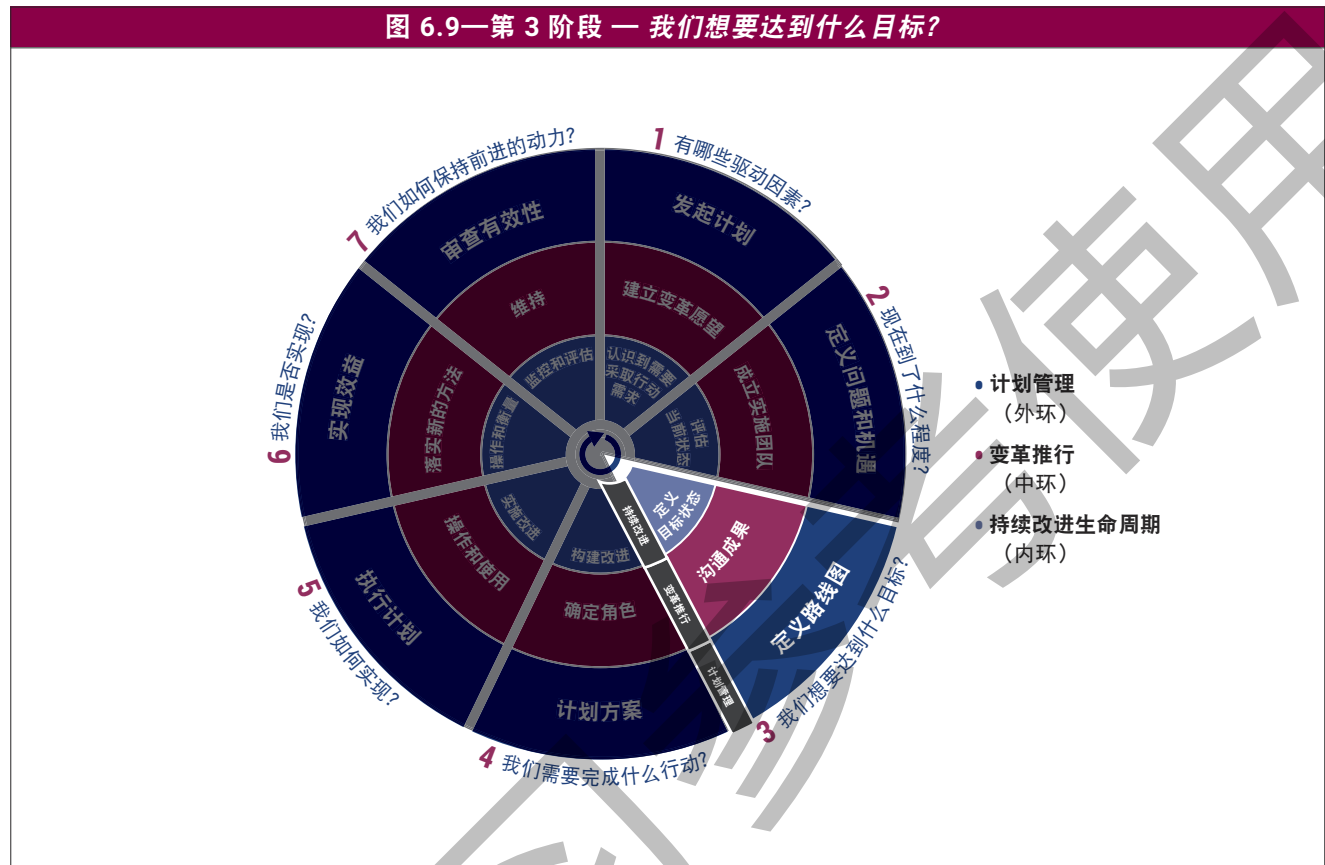 图 6.9—第 3 阶段 — 我们想要达到什么目标？
1 有哪些驱动因素？
发起计划
建立变革愿望
认识到需要
采取行动
需求
2 现在到了什么程度？
定义问题和机遇
成立实施团队
评估
当前状态
3 我们想要达到什么目标？
定义路线图
沟通成果
定义
目标状态
持续改进
变革推行
计划管理
4 我们需要完成什么行动？
计划方案
确定角色
构建改进
5 我们如何实现？
执行计划
操作和使用
实施改进
6 我们是否实现？
实现效益
落实新的方法
操作和衡量
7 我们如何保持前进的动力？
审查有效性
维持
监控和评估
• 计划管理
（外环）
• 变革推行
（中环）
• 持续改进生命周期
（内环）
使用